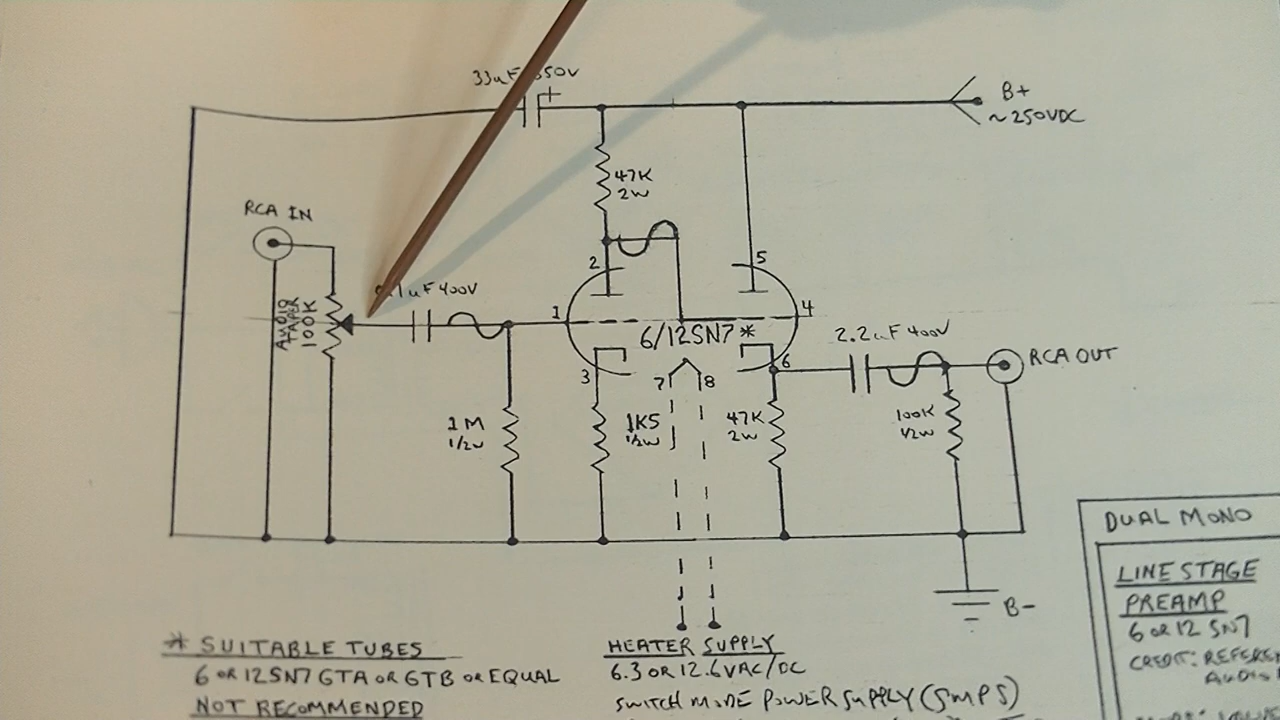 33uF 350V
+
B+
~250VDC
47K
2W
RCA IN
AUDIO
TAPER
100K
1uF 400V
2
5
1
4
6/12SN7*
2.2uF 400V
3
6
7
8
RCA OUT
1M
1/2W
1K5
1/2W
47K
2W
100K
1/2W
B-
* SUITABLE TUBES
6 OR 12SN7 GTA OR GTB OR EQUAL
NOT RECOMMENDED
HEATER SUPPLY
6.3 OR 12.6VAC/DC
SWITCH MODE POWER SUPPLY (SMPS)
DUAL MONO
LINE STAGE
PREAMP
6 OR 12 SN7
CREDIT: